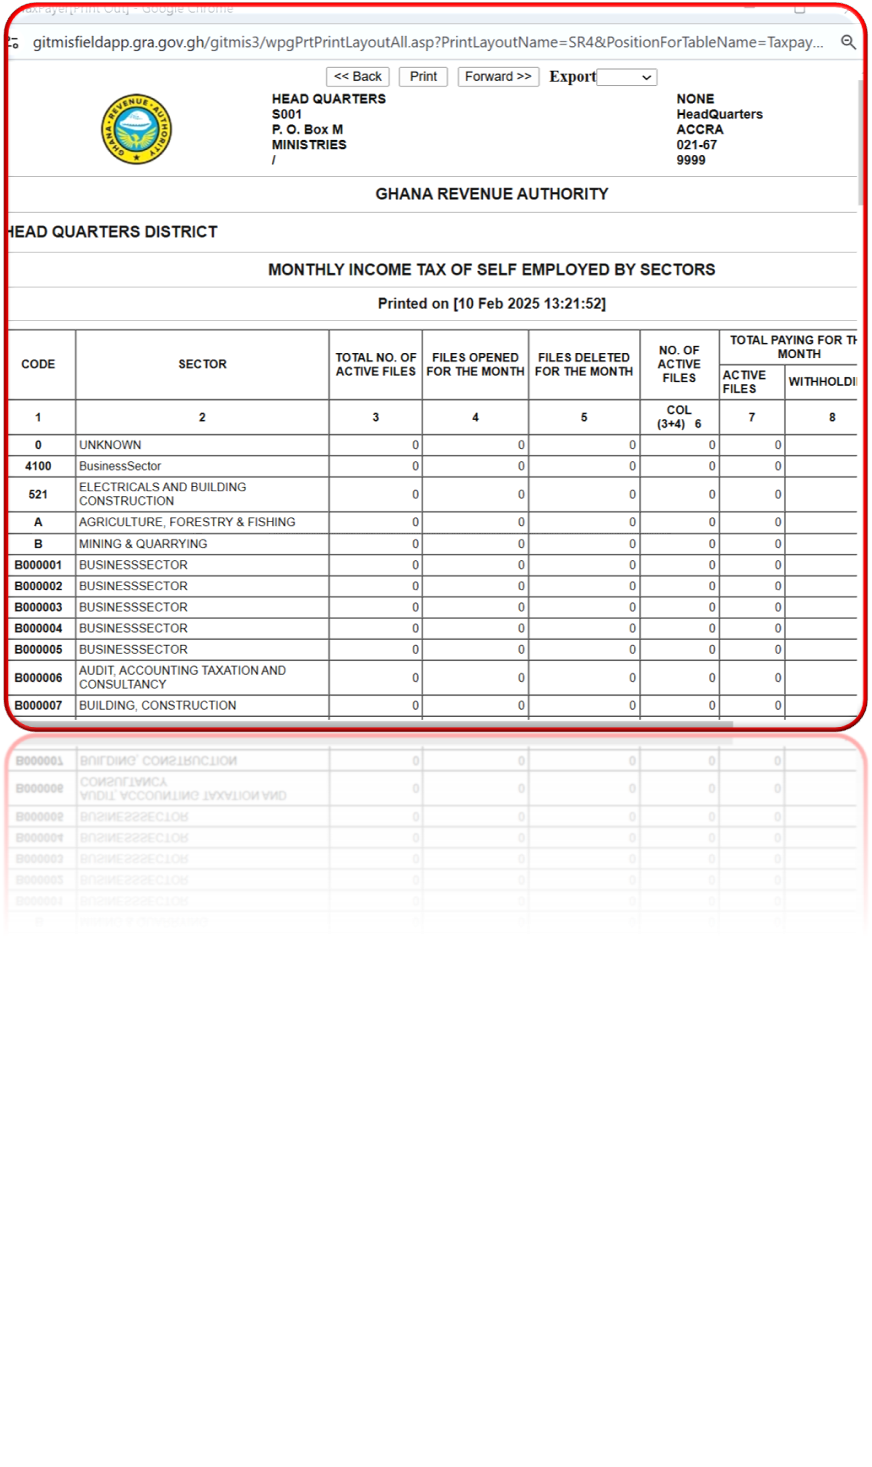 TaxPayer[Print Out] - Google Chrome
gitmisfieldapp.gra.gov.gh/gitmis3/wpgPrtPrintLayoutAll.asp?PrintLayoutName=SR4&PositionForTableName=Taxpay...
<< Back Print Forward >> Export
GHANA REVENUE AUTHORITY
HEAD QUARTERS NONE
S001 HeadQuarters
P. O. Box M ACCRA
MINISTRIES 021-67
/ 9999
GHANA REVENUE AUTHORITY
HEAD QUARTERS DISTRICT
MONTHLY INCOME TAX OF SELF EMPLOYED BY SECTORS
Printed on [10 Feb 2025 13:21:52]
CODE SECTOR TOTAL NO. OF ACTIVE FILES FILES OPENED FOR THE MONTH FILES DELETED FOR THE MONTH NO. OF ACTIVE FILES TOTAL PAYING FOR TH MONTH
ACTIVE FILES WITHHOLDI
1 2 3 4 5 COL (3+4) 6 7 8
0 UNKNOWN 0 0 0 0 0
4100 BusinessSector 0 0 0 0 0
521 ELECTRICALS AND BUILDING CONSTRUCTION 0 0 0 0 0
A AGRICULTURE, FORESTRY & FISHING 0 0 0 0 0
B MINING & QUARRYING 0 0 0 0 0
B000001 BUSINESSSECTOR 0 0 0 0 0
B000002 BUSINESSSECTOR 0 0 0 0 0
B000003 BUSINESSSECTOR 0 0 0 0 0
B000004 BUSINESSSECTOR 0 0 0 0 0
B000005 BUSINESSSECTOR 0 0 0 0 0
B000006 AUDIT, ACCOUNTING TAXATION AND CONSULTANCY 0 0 0 0 0
B000007 BUILDING, CONSTRUCTION 0 0 0 0 0